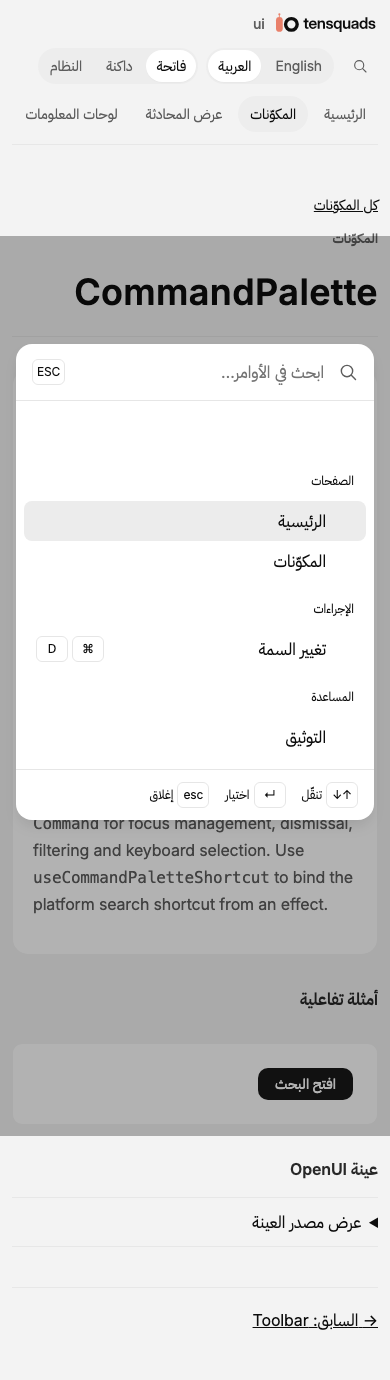 tensquads ui
English العربية فاتحة داكنة النظام
الرئيسية المكوّنات عرض المحادثة لوحات المعلومات
كل المكوّنات
المكوّنات
CommandPalette
ابحث في الأوامر... ESC
الصفحات
الرئيسية
المكوّنات
الإجراءات
تغيير السمة ⌘ D
المساعدة
التوثيق
↑↓ تنقّل ↵ اختيار esc إغلاق
Command for focus management, dismissal,
filtering and keyboard selection. Use
useCommandPaletteShortcut to bind the
platform search shortcut from an effect.
أمثلة تفاعلية
افتح البحث
عينة OpenUI
عرض مصدر العينة
→ السابق: Toolbar